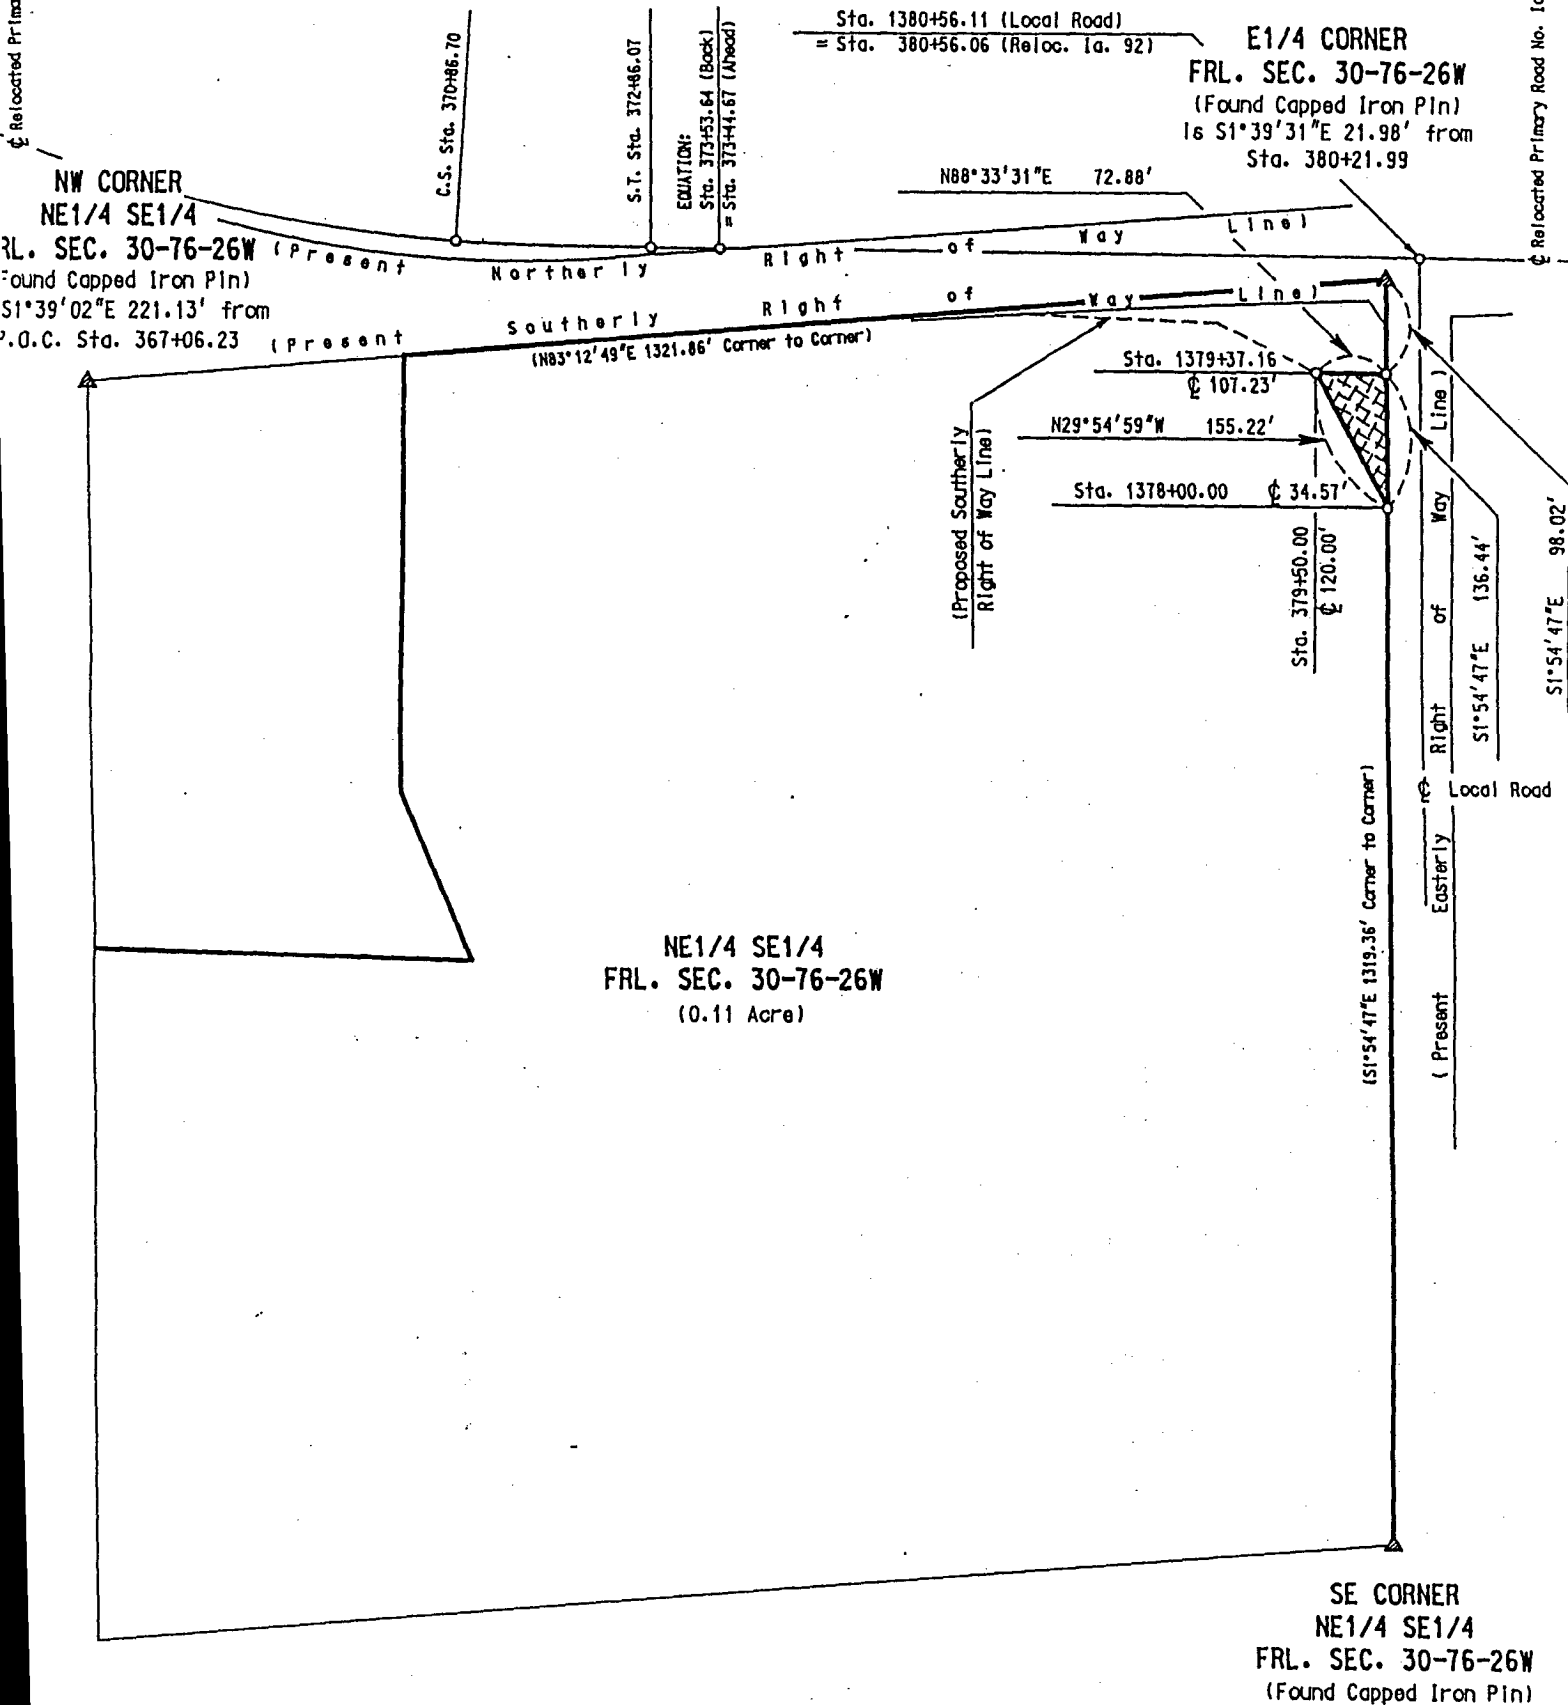 Sta. 1380+56.11 (Local Road)
= Sta. 380+56.06 (Reloc. Ia. 92)
E1/4 CORNER
FRL. SEC. 30-76-26W
(Found Capped Iron Pin)
Is S1°39'31"E 21.98' from
Sta. 380+21.99
℄ Relocated Prima
℄ Relocated Primary Road No.
C.S. Sta. 370+86.70
S.T. Sta. 372+86.07
EQUATION:
Sta. 373+53.64 (Back)
= Sta. 373+44.67 (Ahead)
NW CORNER
NE1/4 SE1/4
RL. SEC. 30-76-26W
Found Capped Iron Pin)
S1°39'02"E 221.13' from
P.O.C. Sta. 367+06.23
N88°33'31"E 72.88'
(Present Northerly Right of Way Line)
(Present Southerly Right of Way Line)
(N83°12'49"E 1321.86' Corner to Corner)
Sta. 1379+37.16
℄ 107.23'
(Proposed Southerly
Right of Way Line)
N29°54'59"W 155.22'
Sta. 1378+00.00 ℄ 34.57'
Sta. 379+50.00
℄ 120.00'
S1°54'47"E 136.44'
S1°54'47"E 98.02'
(Present Easterly Right of Way Line)
℄ Local Road
(S1°54'47"E 1319.36' Corner to Corner)
NE1/4 SE1/4
FRL. SEC. 30-76-26W
(0.11 Acre)
SE CORNER
NE1/4 SE1/4
FRL. SEC. 30-76-26W
(Found Capped Iron Pin)